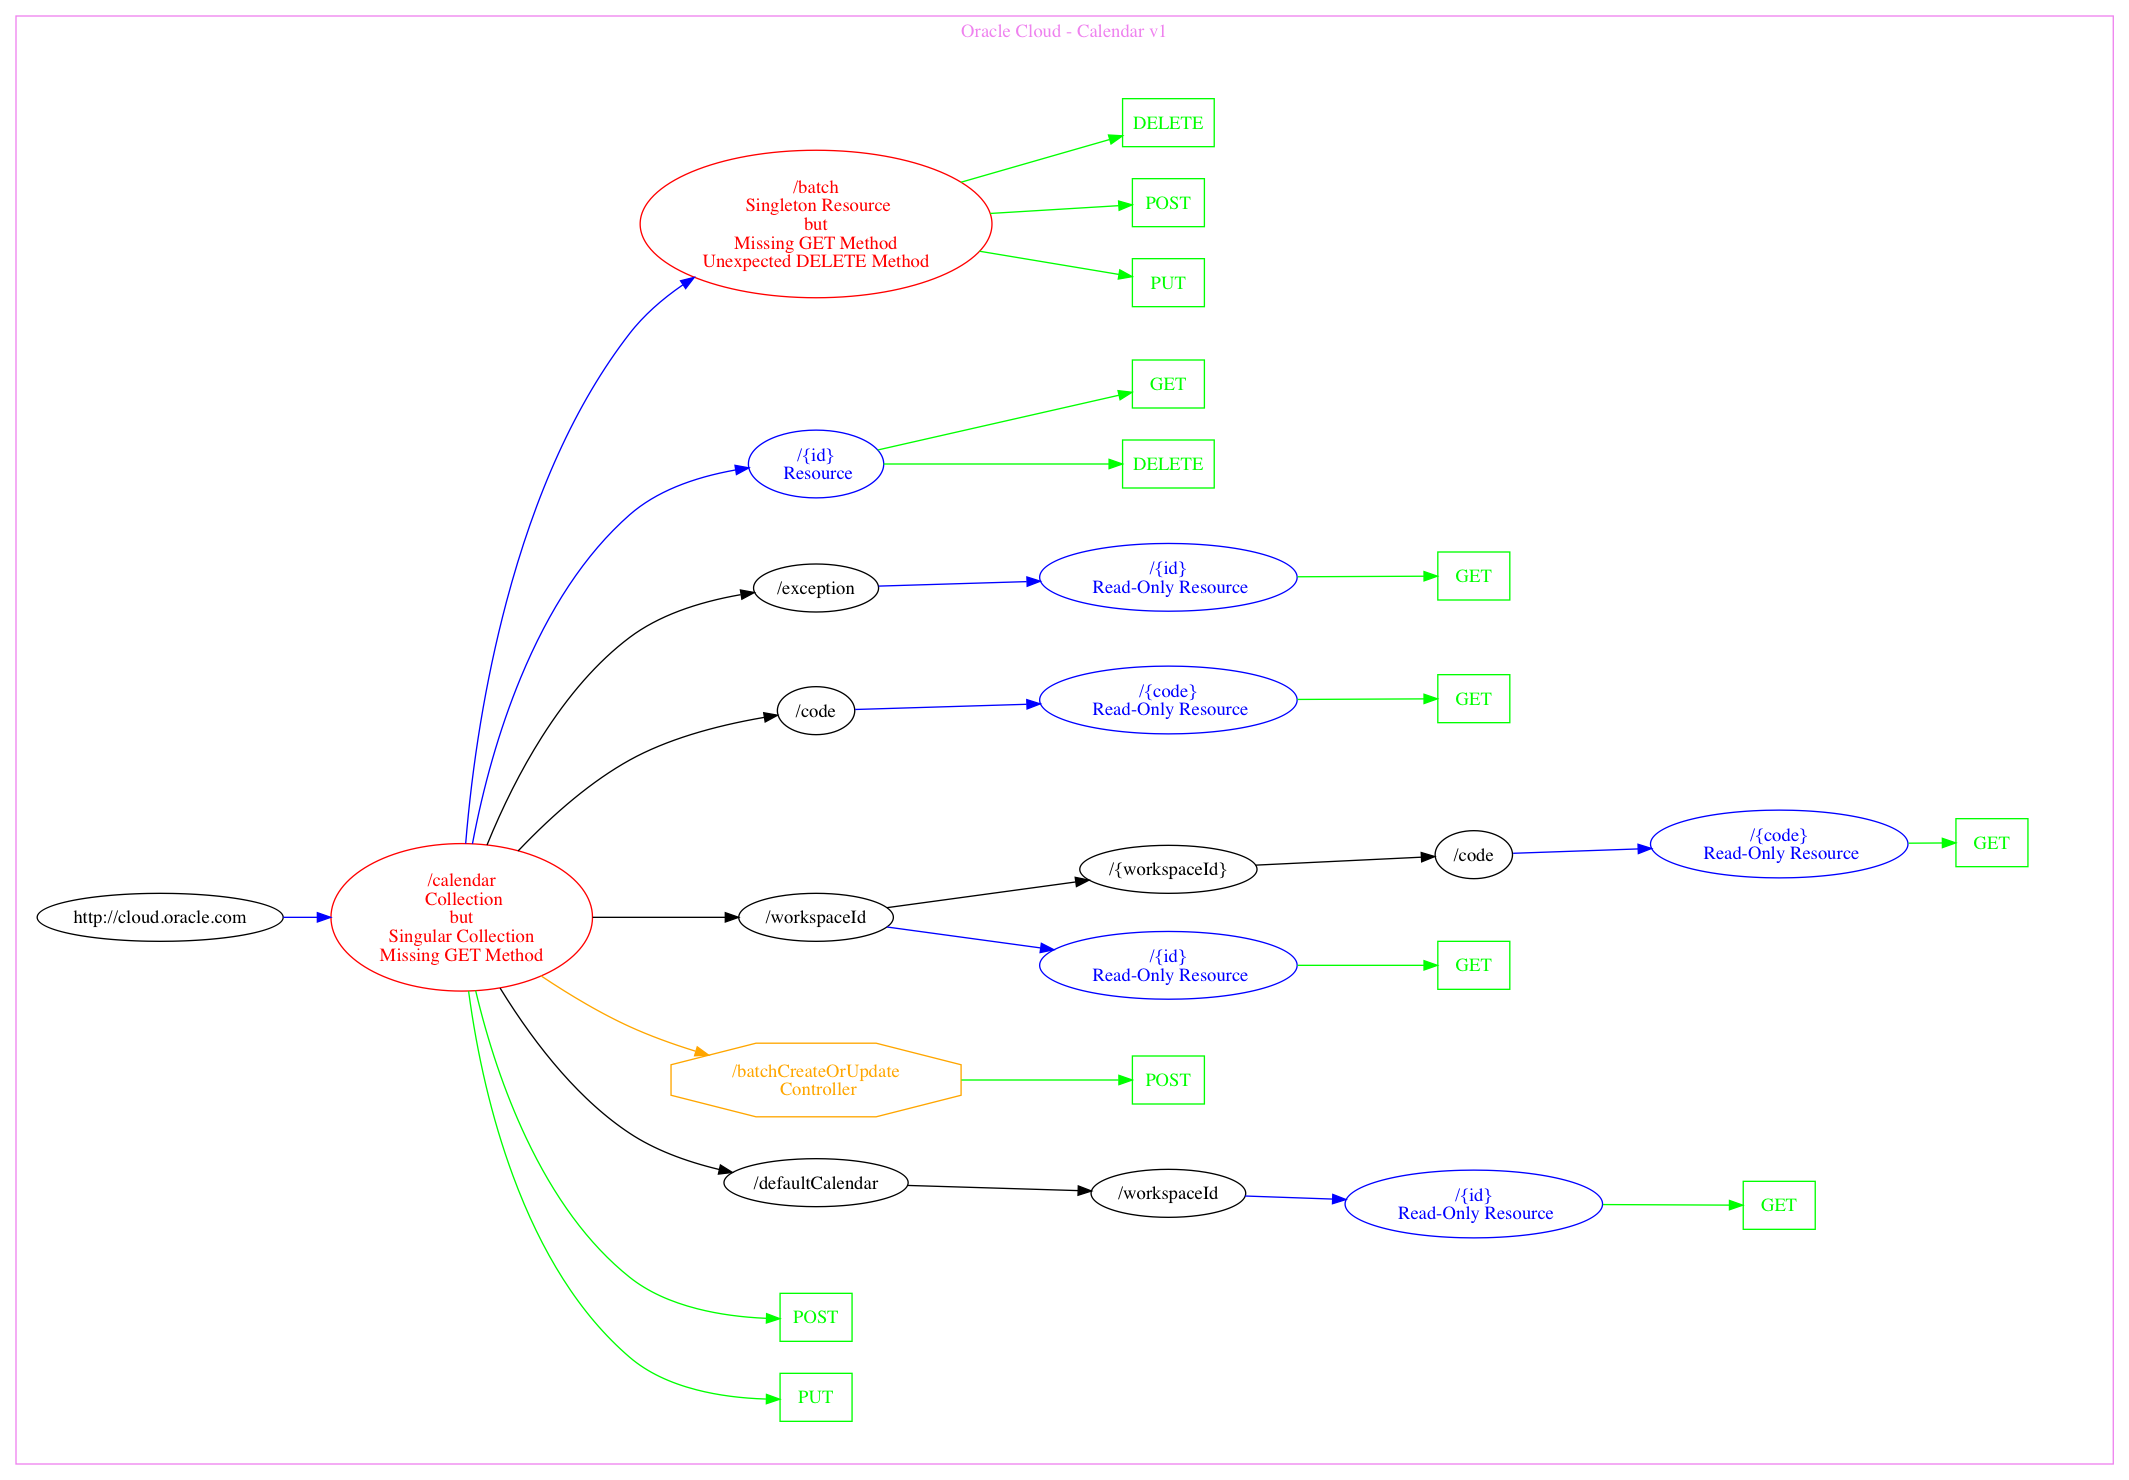 Oracle Cloud - Calendar v1
DELETE
/batch
Singleton Resource
but
Missing GET Method
Unexpected DELETE Method
POST
PUT
GET
/{id}
Resource
DELETE
/exception
/{id}
Read-Only Resource
GET
/code
/{code}
Read-Only Resource
GET
http://cloud.oracle.com
/calendar
Collection
but
Singular Collection
Missing GET Method
/workspaceId
/{workspaceId}
/code
/{code}
Read-Only Resource
GET
/{id}
Read-Only Resource
GET
/batchCreateOrUpdate
Controller
POST
/defaultCalendar
/workspaceId
/{id}
Read-Only Resource
GET
POST
PUT